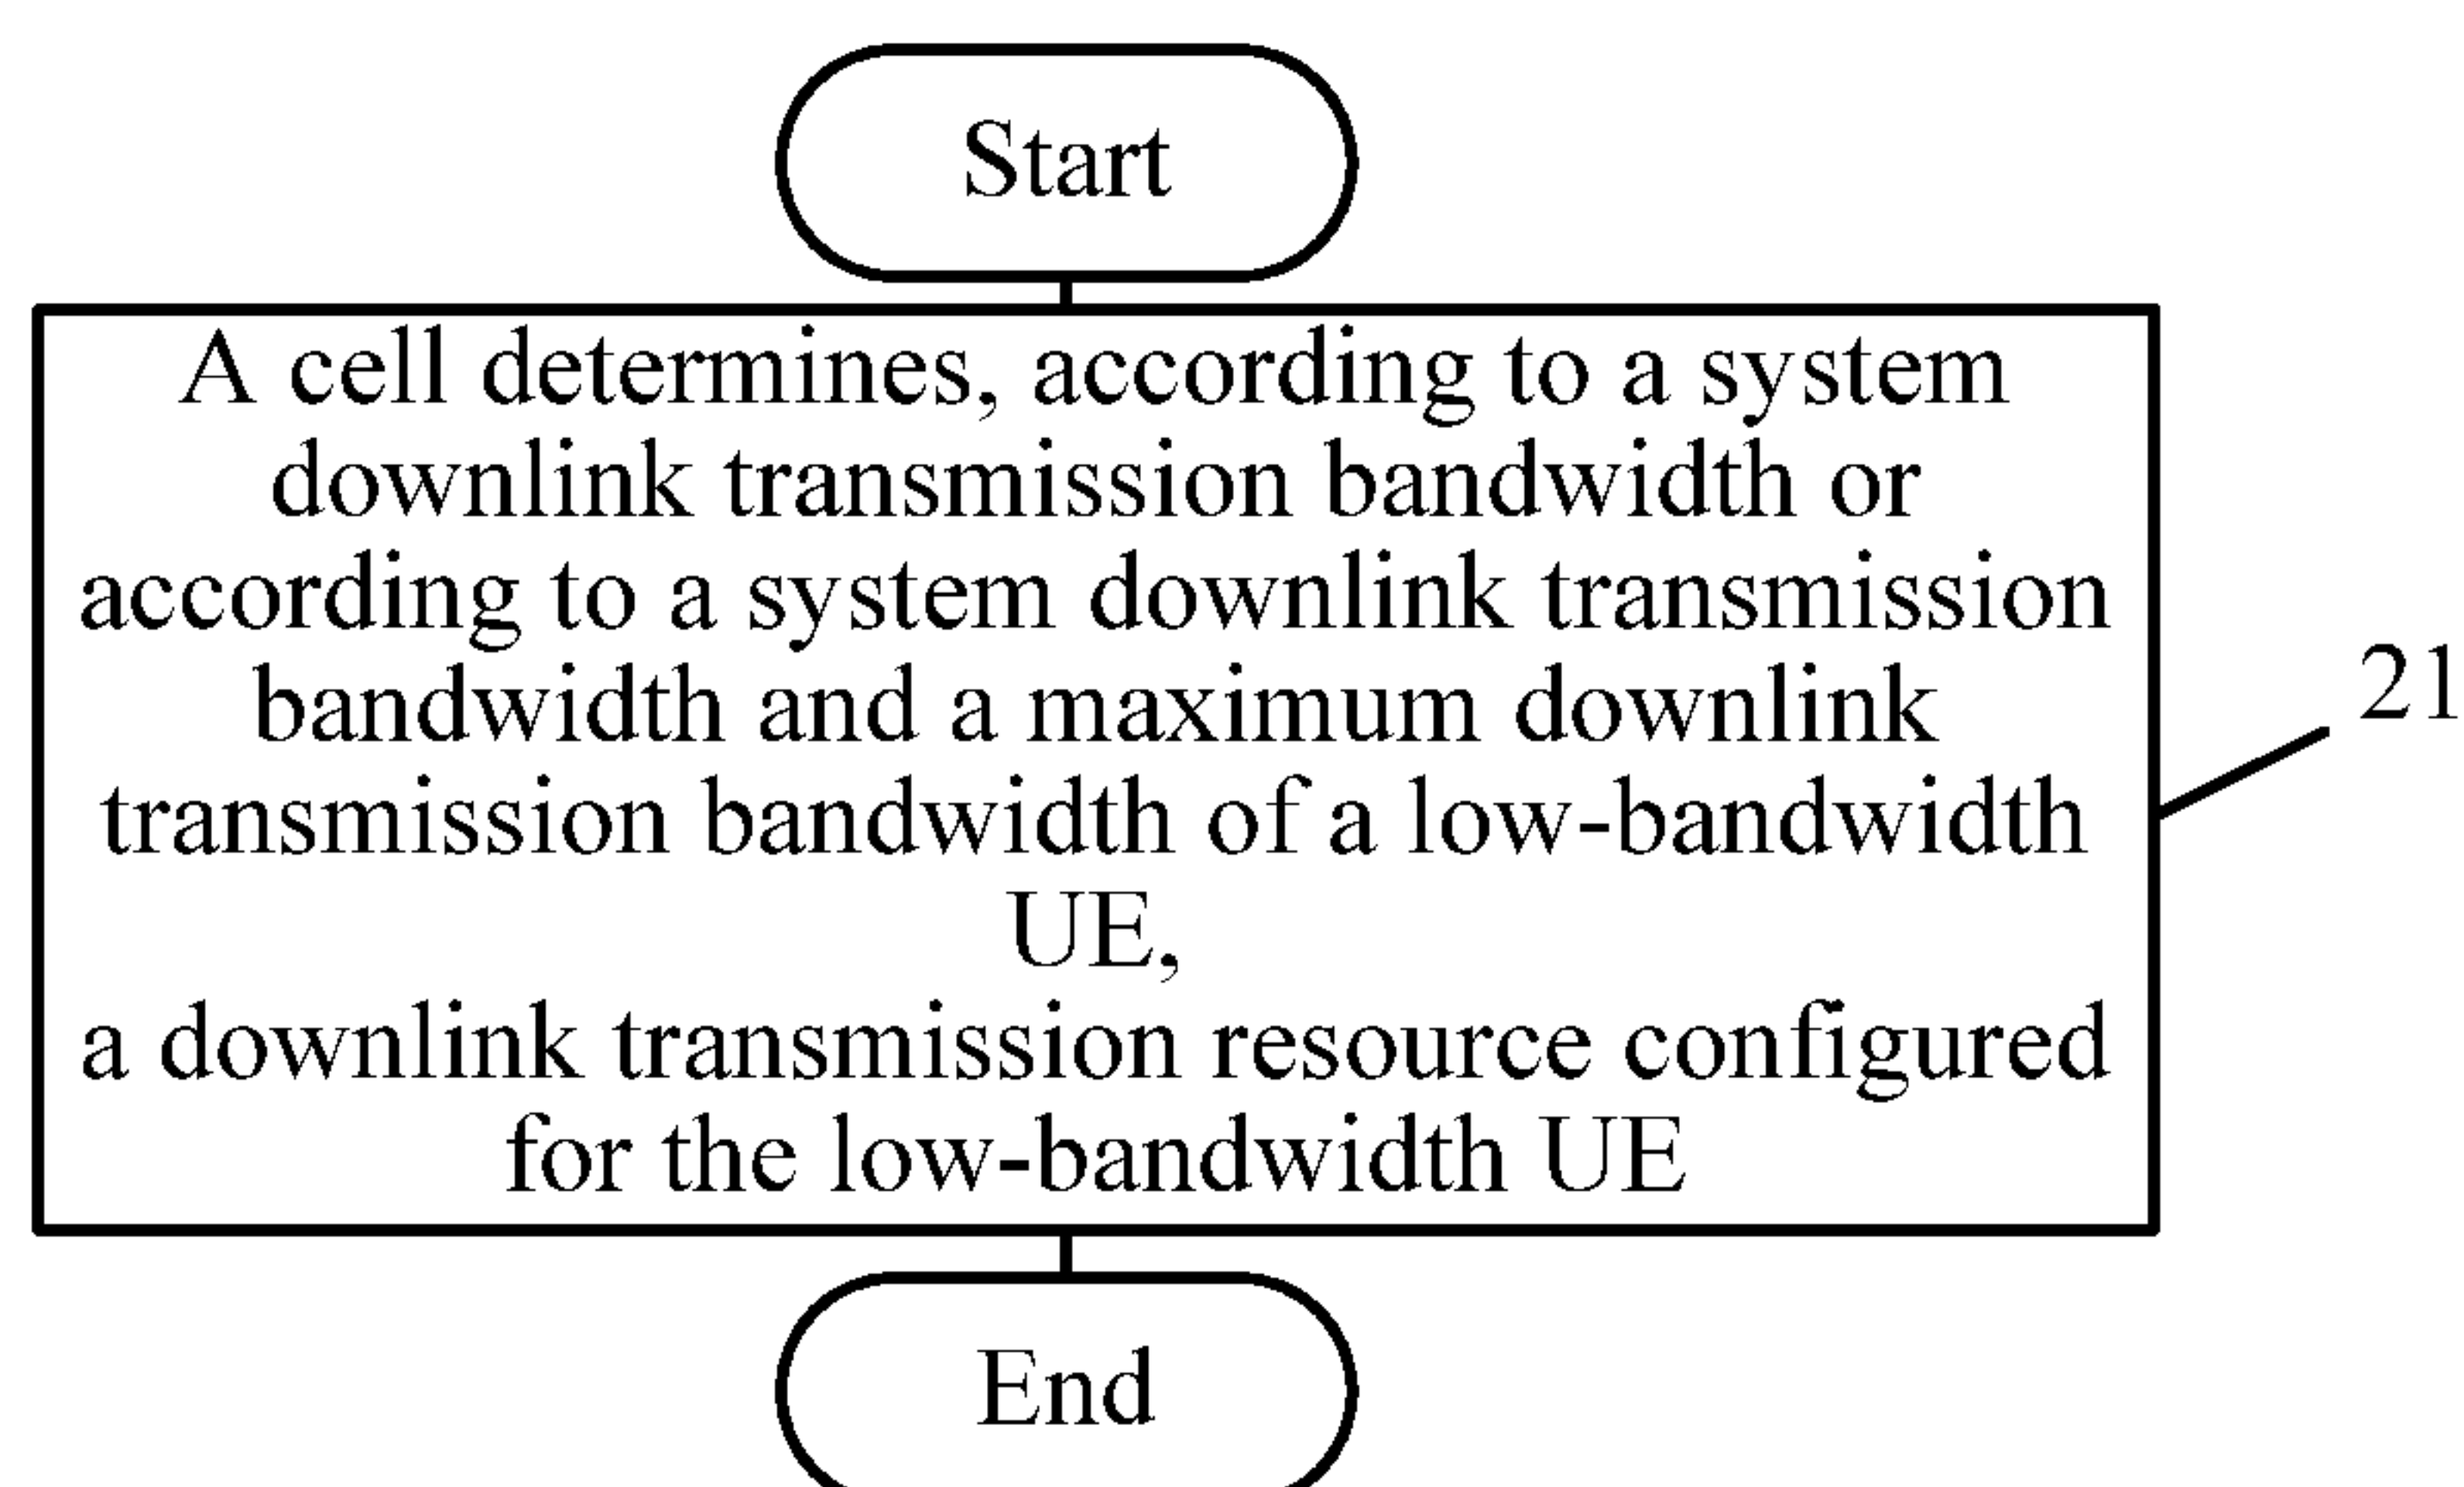 Start
A cell determines, according to a system
downlink transmission bandwidth or
according to a system downlink transmission
bandwidth and a maximum downlink
transmission bandwidth of a low-bandwidth
UE,
a downlink transmission resource configured
for the low-bandwidth UE
21
End